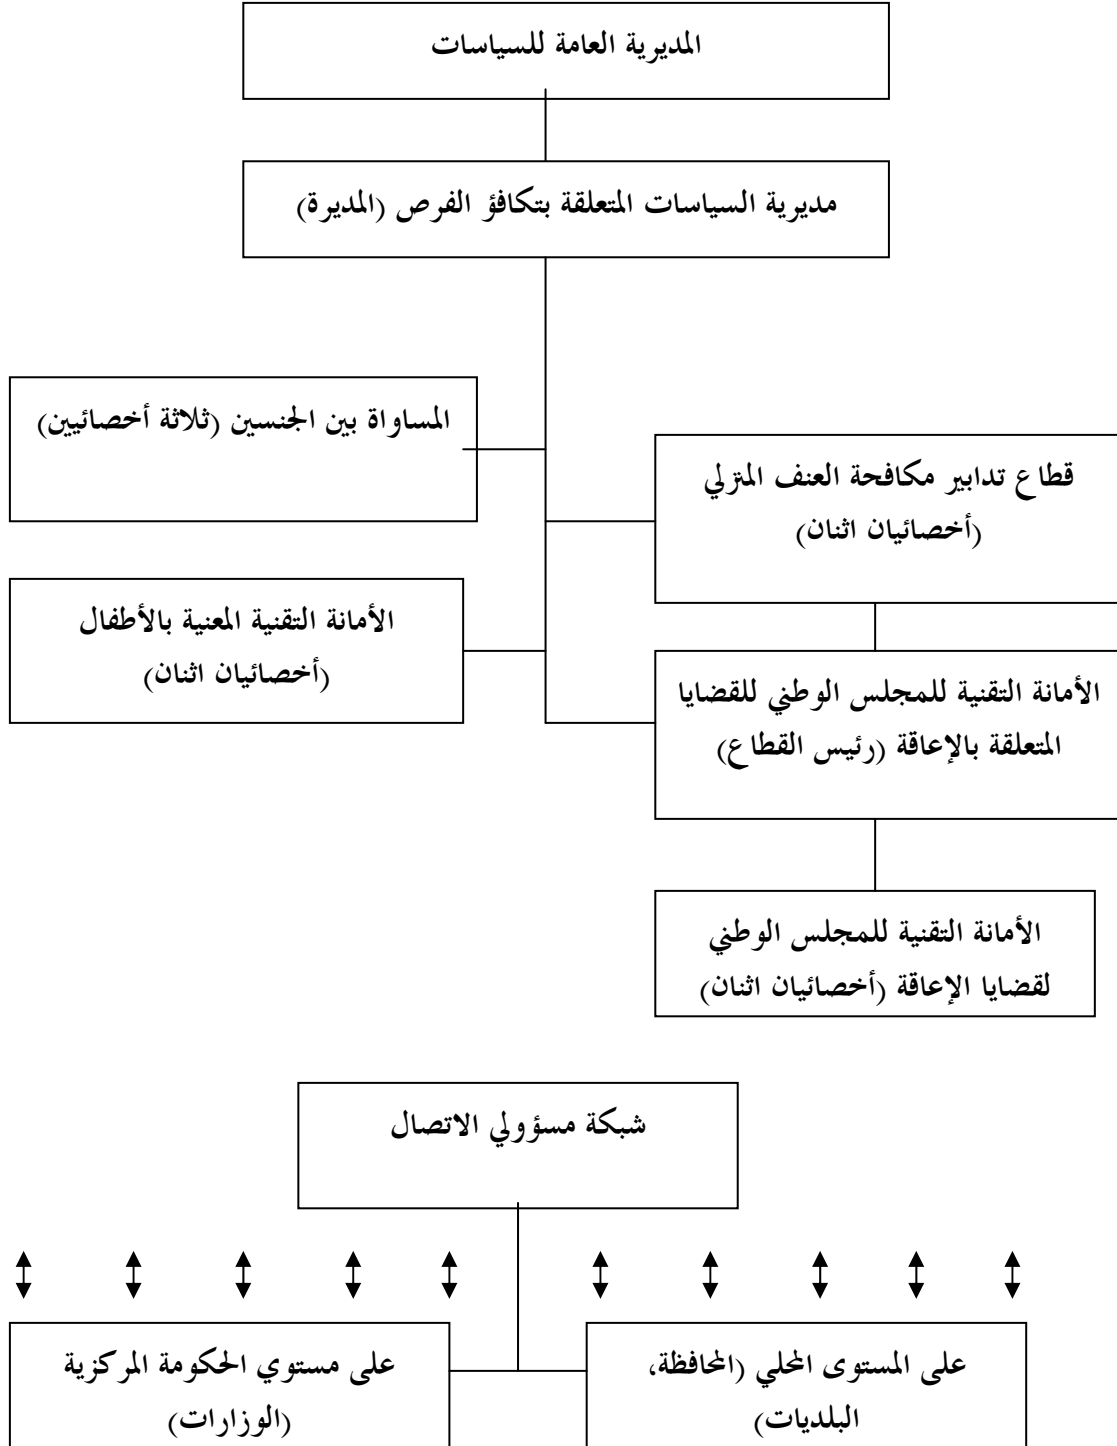 المديرية العامة للسياسات
مديرية السياسات المتعلقة بتكافؤ الفرص (المديرة)
المساواة بين الجنسين (ثلاثة أخصائيين)
قطاع تدابير مكافحة العنف المنزلي
(أخصائيان اثنان)
الأمانة التقنية المعنية بالأطفال
(أخصائيان اثنان)
الأمانة التقنية للمجلس الوطني للقضايا
المتعلقة بالإعاقة (رئيس القطاع)
الأمانة التقنية للمجلس الوطني
لقضايا الإعاقة (أخصائيان اثنان)
شبكة مسؤولي الاتصال
على المستوى المحلي (المحافظة،
البلديات)
على مستوي الحكومة المركزية
(الوزارات)